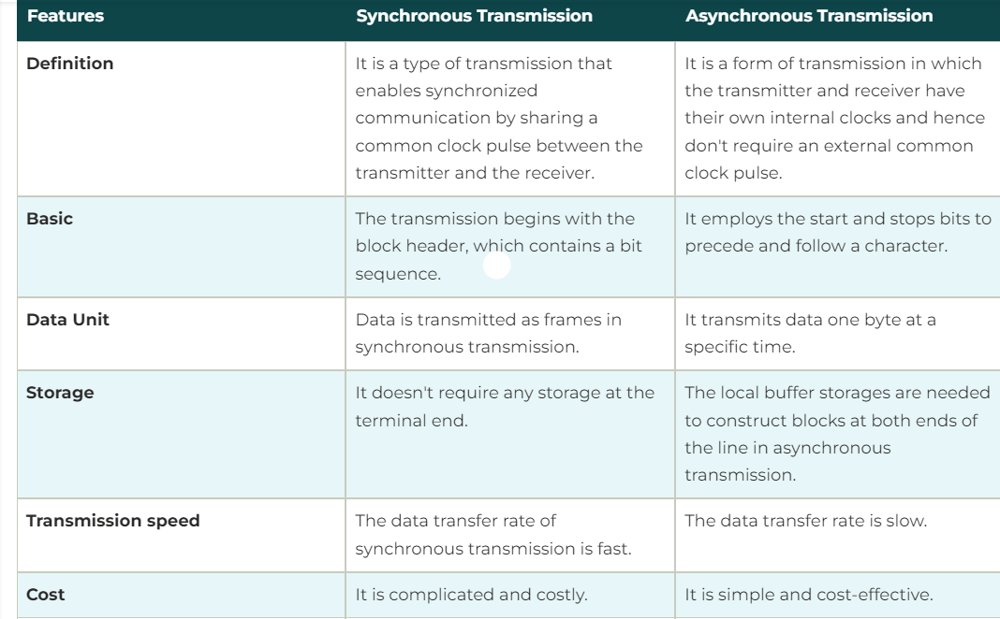 Features Synchronous Transmission Asynchronous Transmission
Definition
It is a type of transmission that
enables synchronized
communication by sharing a
common clock pulse between the
transmitter and the receiver.
It is a form of transmission in which
the transmitter and receiver have
their own internal clocks and hence
don't require an external common
clock pulse.
Basic
The transmission begins with the
block header, which contains a bit
sequence.
It employs the start and stops bits to
precede and follow a character.
Data Unit
Data is transmitted as frames in
synchronous transmission.
It transmits data one byte at a
specific time.
Storage
It doesn't require any storage at the
terminal end.
The local buffer storages are needed
to construct blocks at both ends of
the line in asynchronous
transmission.
Transmission speed
The data transfer rate of
synchronous transmission is fast.
The data transfer rate is slow.
Cost
It is complicated and costly.
It is simple and cost-effective.